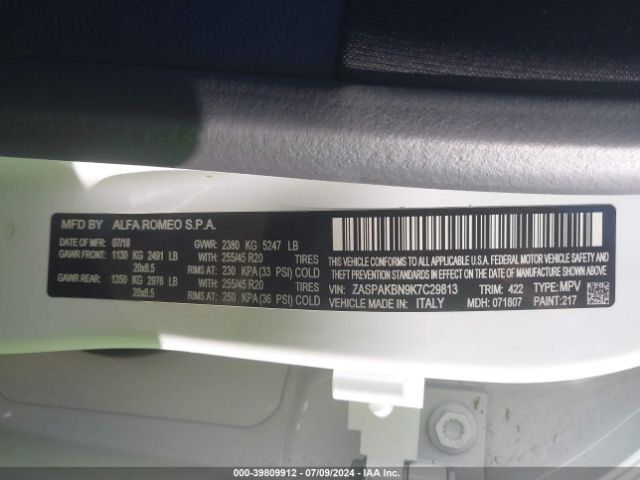 MFD BY ALFA ROMEO S.P.A.
DATE OF MFR: 07/18 GVWR: 2380 KG 5247 LB
GAWR FRONT: 1130 KG 2491 LB WITH: 255/45 R20 TIRES
20x8.5 RIMS AT: 230 KPA(33 PSI) COLD
GAWR REAR: 1350 KG 2976 LB WITH: 255/45 R20 TIRES
20x8.5 RIMS AT: 250 KPA(36 PSI) COLD
THIS VEHICLE CONFORMS TO ALL APPLICABLE U.S.A. FEDERAL MOTOR VEHICLE
SAFETY, BUMPER, AND THEFT PREVENTION STANDARDS IN EFFECT ON THE DATE OF MANUFACTURE SHOWN ABOVE.
VIN: ZASPAKBN9K7C29813 TRIM: 422 TYPE: MPV
VEHICLE MADE IN: ITALY MDH: 071807 PAINT: 217
000-39809912 - 07/09/2024 - IAA Inc.